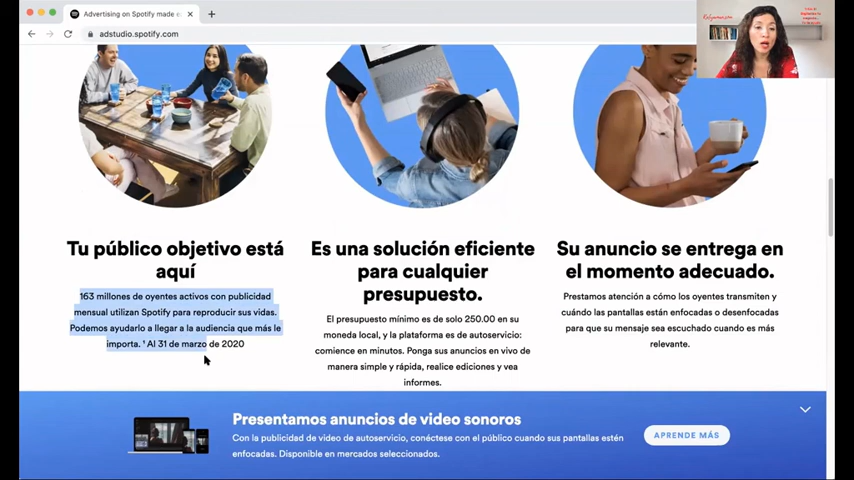 Advertising on Spotify made e
adstudio.spotify.com
Tu público objetivo está
aquí
163 millones de oyentes activos con publicidad
mensual utilizan Spotify para reproducir sus vidas.
Podemos ayudarlo a llegar a la audiencia que más le
importa. ¹ Al 31 de marzo de 2020
Es una solución eficiente
para cualquier
presupuesto.
El presupuesto mínimo es de solo 250.00 en su
moneda local, y la plataforma es de autoservicio:
comience en minutos. Ponga sus anuncios en vivo de
manera simple y rápida, realice ediciones y vea
informes.
Su anuncio se entrega en
el momento adecuado.
Prestamos atención a cómo los oyentes transmiten y
cuándo las pantallas están enfocadas o desenfocadas
para que su mensaje sea escuchado cuando es más
relevante.
Presentamos anuncios de video sonoros
Con la publicidad de video de autoservicio, conéctese con el público cuando sus pantallas estén
enfocadas. Disponible en mercados seleccionados.
APRENDE MÁS